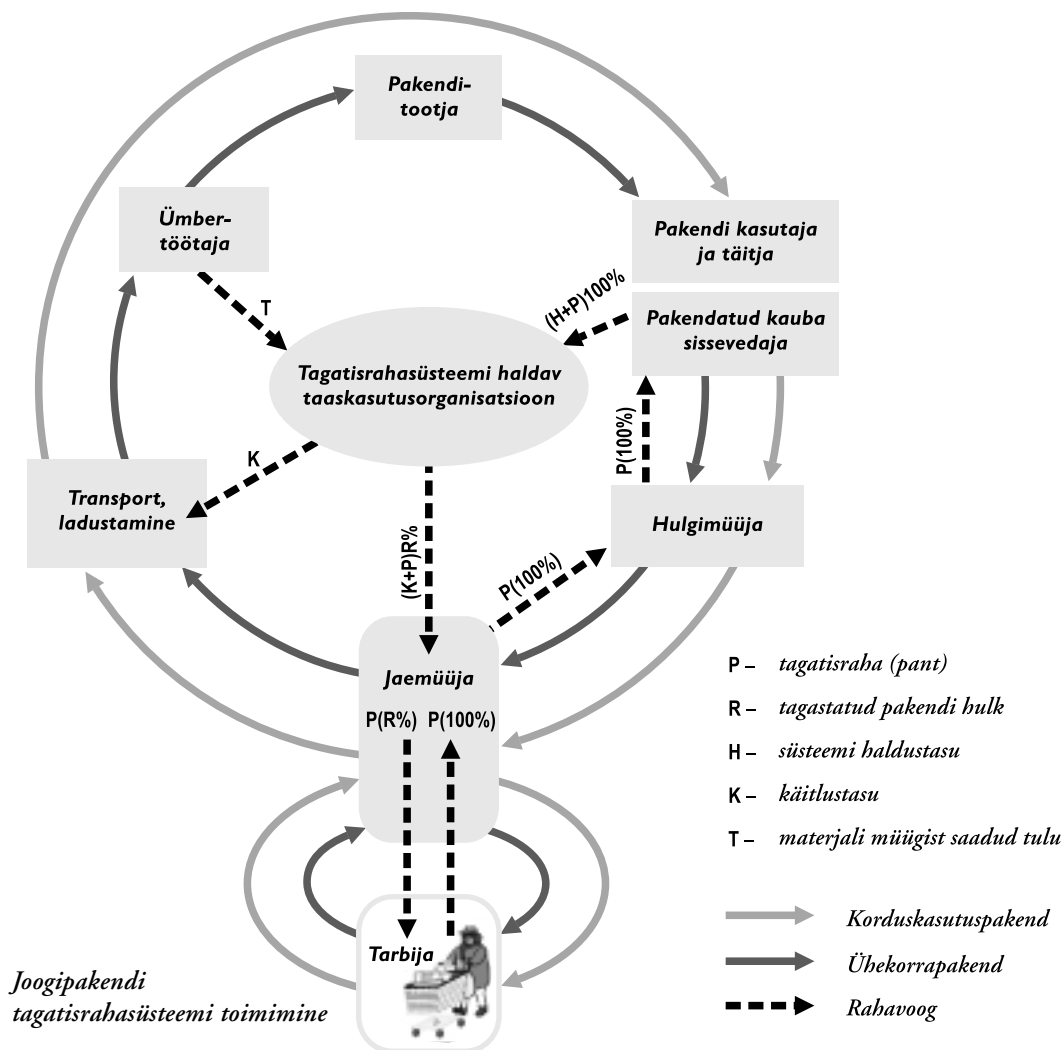 Pakendi-
tootja
Ümber-
töötaja
Pakendi kasutaja
ja täitja
T
(H+P)100%
Pakendatud kauba
sissevedaja
Tagatisrahasüsteemi haldav
taaskasutusorganisatsioon
P(100%)
K
Transport,
ladustamine
Hulgimüüja
(K+P)R%
P(100%)
Jaemüüja
P(R%) P(100%)
P – tagatisraha (pant)
R – tagastatud pakendi hulk
H – süsteemi haldustasu
K – käitlustasu
T – materjali müügist saadud tulu
Korduskasutuspakend
Ühekorrapakend
Rahavoog
Tarbija
Joogipakendi
tagatisrahasüsteemi toimimine